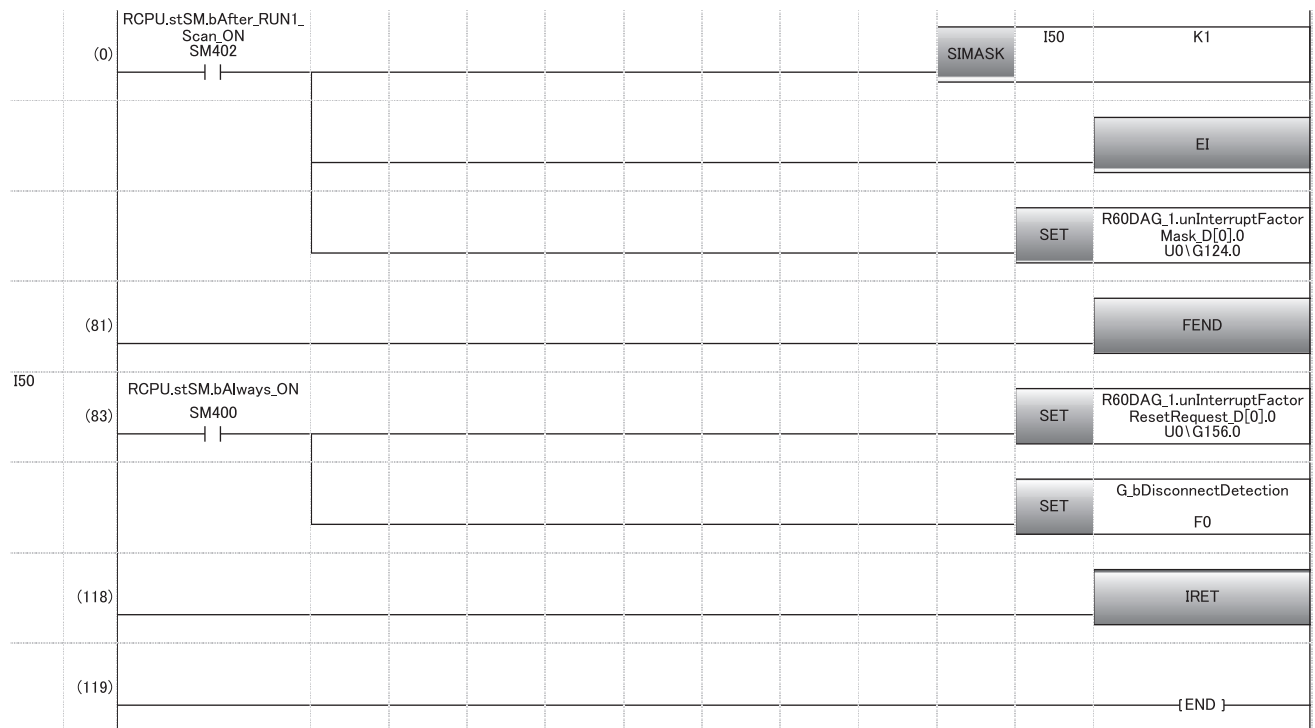 RCPU.stSM.bAfter_RUN1_
Scan_ON
SM402
(0)
SIMASK
I50
K1
EI
SET
R60DAG_1.unInterruptFactor
Mask_D[0].0
U0\G124.0
(81)
FEND
I50
RCPU.stSM.bAlways_ON
SM400
(83)
SET
R60DAG_1.unInterruptFactor
ResetRequest_D[0].0
U0\G156.0
SET
G_bDisconnectDetection
F0
(118)
IRET
(119)
[END]